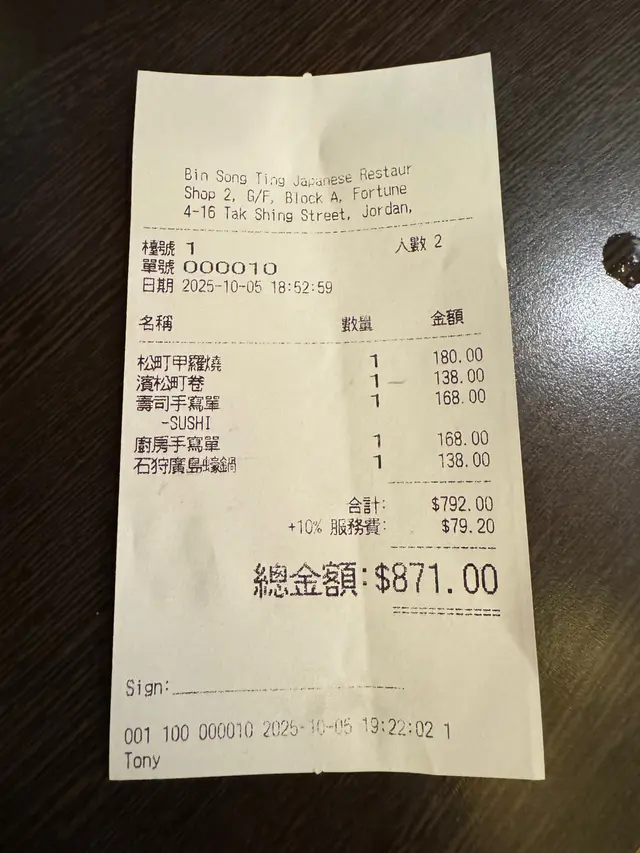 Bin Song Ting Japanese Restaur
Shop 2, G/F, Block A, Fortune
4-16 Tak Shing Street, Jordan,
檯號 1 人數 2
單號 000010
日期 2025-10-05 18:52:59
名稱 數量 金額
松町甲羅燒 1 180.00
濱松町卷 1 138.00
壽司手寫單 1 168.00
-SUSHI
廚房手寫單 1 168.00
石狩廣島蠔鍋 1 138.00
合計: $792.00
+10% 服務費: $79.20
總金額:$871.00
Sign:
001 100 000010 2025-10-05 19:22:02 1
Tony